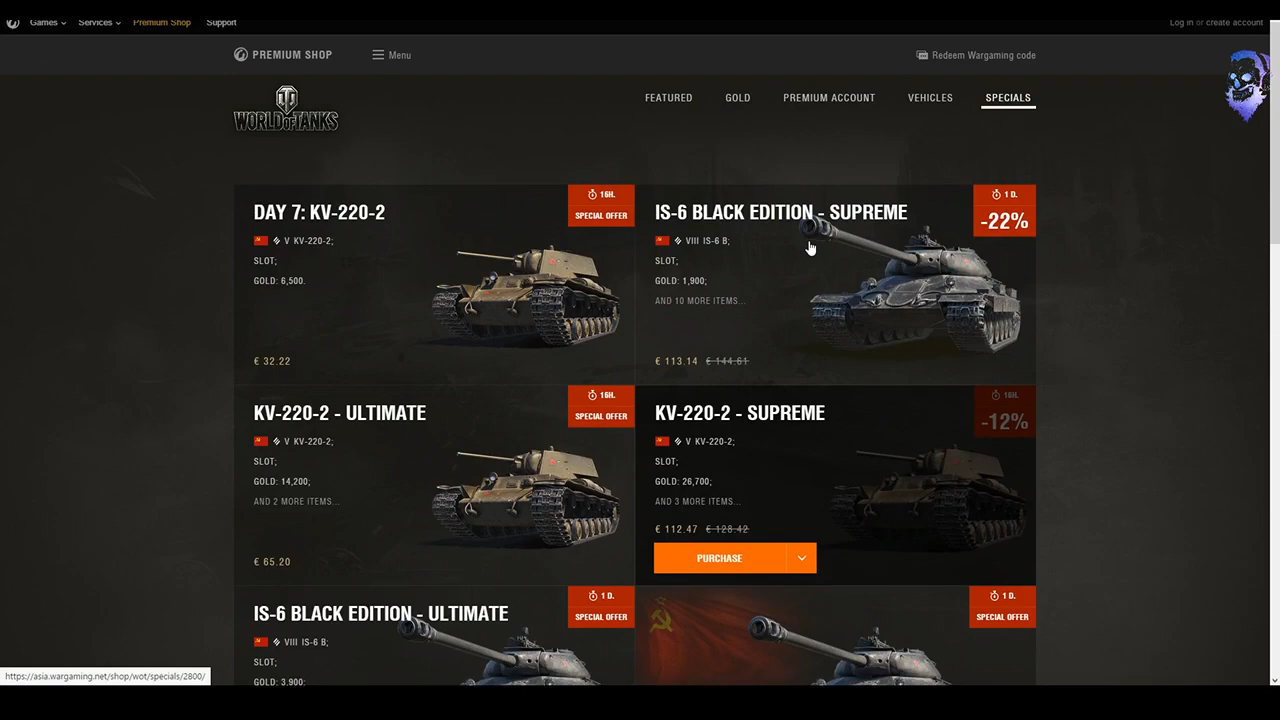 Games Services Premium Shop Support Log in or create account
PREMIUM SHOP Menu Redeem Wargaming code
WORLD OF TANKS FEATURED GOLD PREMIUM ACCOUNT VEHICLES SPECIALS
DAY 7: KV-220-2
16H.
SPECIAL OFFER
V KV-220-2;
SLOT;
GOLD: 6,500.
€ 32.22
IS-6 BLACK EDITION - SUPREME
1 D.
-22%
VIII IS-6 B;
SLOT;
GOLD: 1,900;
AND 10 MORE ITEMS...
€ 113.14 € 144.61
KV-220-2 - ULTIMATE
16H.
SPECIAL OFFER
V KV-220-2;
SLOT;
GOLD: 14,200;
AND 2 MORE ITEMS...
€ 65.20
KV-220-2 - SUPREME
16H.
-12%
V KV-220-2;
SLOT;
GOLD: 26,700;
AND 3 MORE ITEMS...
€ 112.47 € 128.42
PURCHASE
IS-6 BLACK EDITION - ULTIMATE
1 D.
SPECIAL OFFER
VIII IS-6 B;
SLOT;
GOLD: 3,900;
1 D.
SPECIAL OFFER
https://asia.wargaming.net/shop/wot/specials/2800/